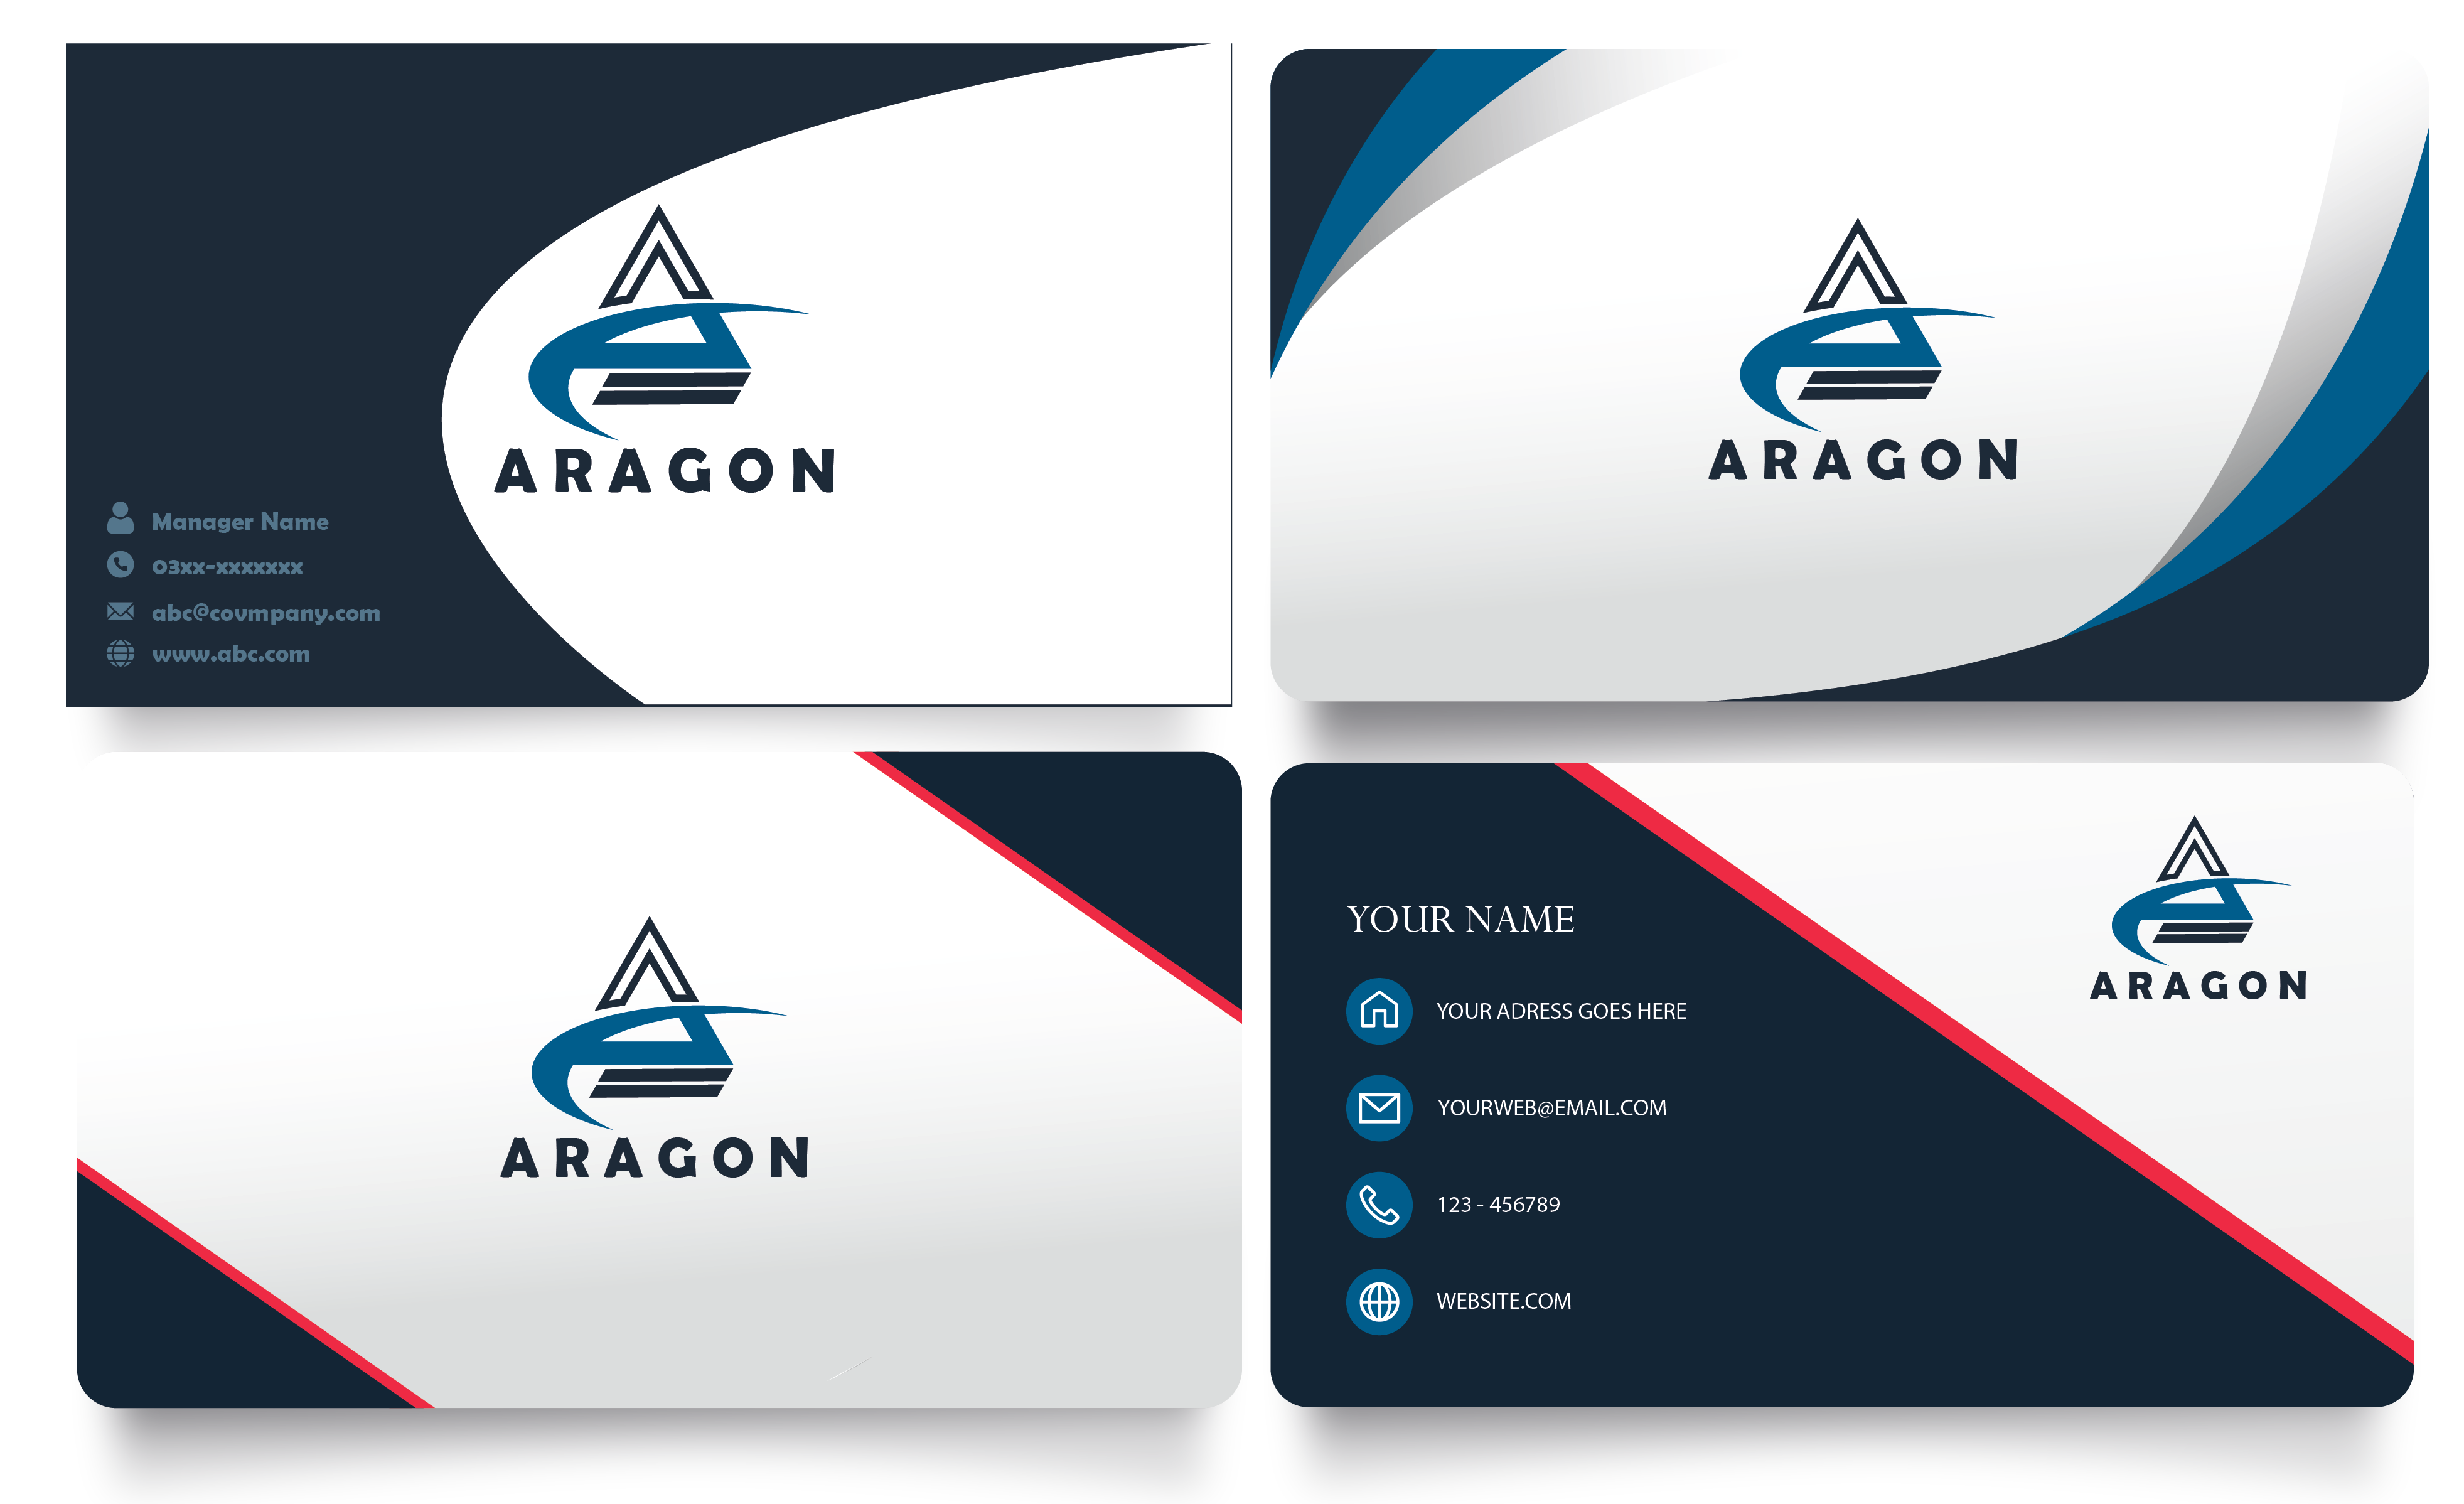 ARAGON
Manager Name
03xx-xxxxxxx
abc@covmpany.com
www.abc.com
ARAGON
ARAGON
ARAGON
YOUR NAME
YOUR ADRESS GOES HERE
YOURWEB@EMAIL.COM
123 - 456789
WEBSITE.COM